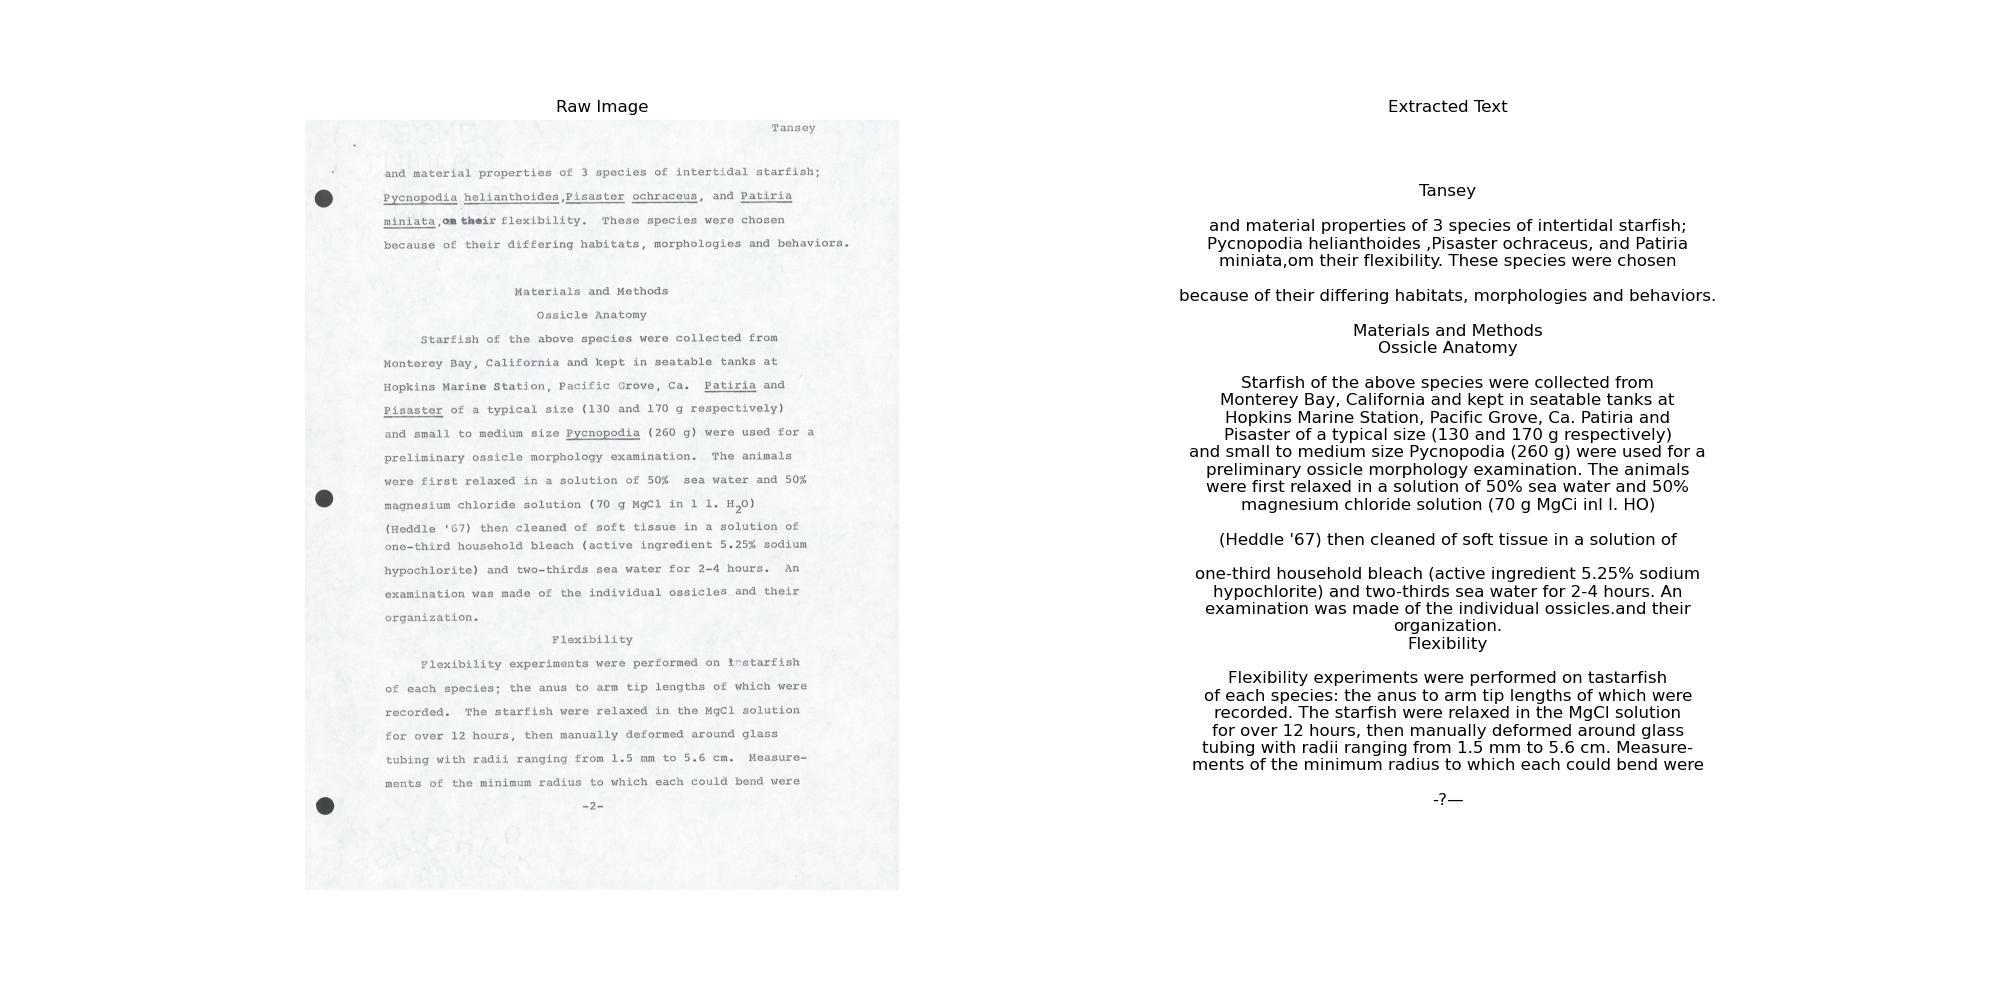 Raw Image
Tansey
and material properties of 3 species of intertidal starfish;
Pycnopodia helianthoides,Pisaster ochraceus, and Patiria
miniata,on their flexibility.  These species were chosen
because of their differing habitats, morphologies and behaviors.
Materials and Methods
Ossicle Anatomy
Starfish of the above species were collected from
Monterey Bay, California and kept in seatable tanks at
Hopkins Marine Station, Pacific Grove, Ca.  Patiria and
Pisaster of a typical size (130 and 170 g respectively)
and small to medium size Pycnopodia (260 g) were used for a
preliminary ossicle morphology examination.  The animals
were first relaxed in a solution of 50%  sea water and 50%
magnesium chloride solution (70 g MgCl in 1 l. H2O)
(Heddle '67) then cleaned of soft tissue in a solution of
one-third household bleach (active ingredient 5.25% sodium
hypochlorite) and two-thirds sea water for 2-4 hours.  An
examination was made of the individual ossicles and their
organization.
Flexibility
Flexibility experiments were performed on starfish
of each species; the anus to arm tip lengths of which were
recorded.  The starfish were relaxed in the MgCl solution
for over 12 hours, then manually deformed around glass
tubing with radii ranging from 1.5 mm to 5.6 cm.  Measure-
ments of the minimum radius to which each could bend were
-2-
Extracted Text
Tansey
and material properties of 3 species of intertidal starfish;
Pycnopodia helianthoides ,Pisaster ochraceus, and Patiria
miniata,om their flexibility. These species were chosen
because of their differing habitats, morphologies and behaviors.
Materials and Methods
Ossicle Anatomy
Starfish of the above species were collected from
Monterey Bay, California and kept in seatable tanks at
Hopkins Marine Station, Pacific Grove, Ca. Patiria and
Pisaster of a typical size (130 and 170 g respectively)
and small to medium size Pycnopodia (260 g) were used for a
preliminary ossicle morphology examination. The animals
were first relaxed in a solution of 50% sea water and 50%
magnesium chloride solution (70 g MgCi inl l. HO)
(Heddle '67) then cleaned of soft tissue in a solution of
one-third household bleach (active ingredient 5.25% sodium
hypochlorite) and two-thirds sea water for 2-4 hours. An
examination was made of the individual ossicles.and their
organization.
Flexibility
Flexibility experiments were performed on tastarfish
of each species: the anus to arm tip lengths of which were
recorded. The starfish were relaxed in the MgCl solution
for over 12 hours, then manually deformed around glass
tubing with radii ranging from 1.5 mm to 5.6 cm. Measure-
ments of the minimum radius to which each could bend were
-?—